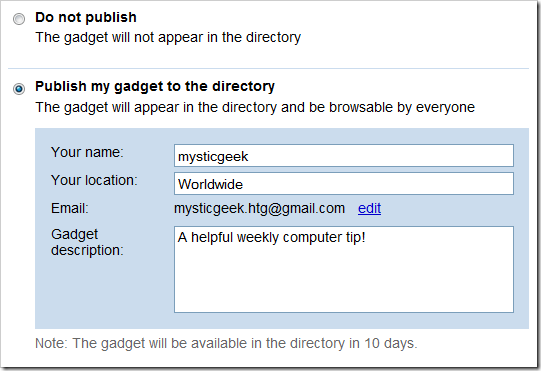 Do not publish
The gadget will not appear in the directory
Publish my gadget to the directory
The gadget will appear in the directory and be browsable by everyone
Your name: mysticgeek
Your location: Worldwide
Email: mysticgeek.htg@gmail.com edit
Gadget description: A helpful weekly computer tip!
Note: The gadget will be available in the directory in 10 days.